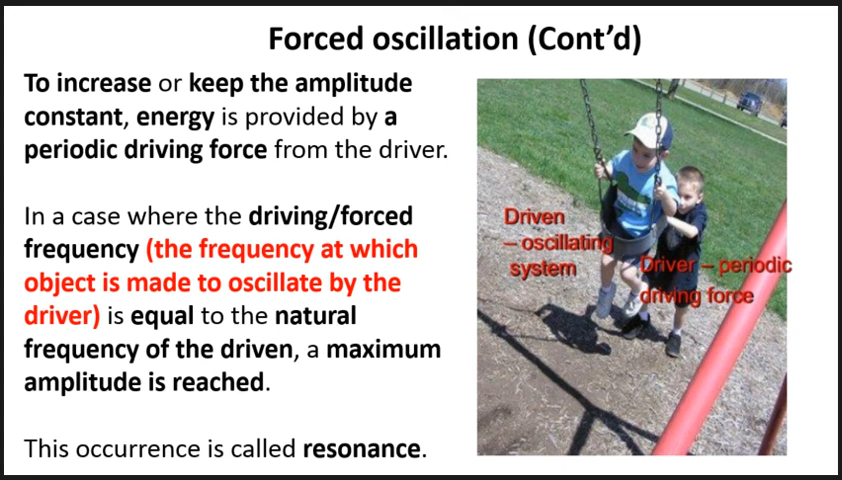 Forced oscillation (Cont’d)
To increase or keep the amplitude
constant, energy is provided by a
periodic driving force from the driver.
In a case where the driving/forced
frequency (the frequency at which
object is made to oscillate by the
driver) is equal to the natural
frequency of the driven, a maximum
amplitude is reached.
This occurrence is called resonance.
Driven
– oscillating
system
Driver – periodic
driving force